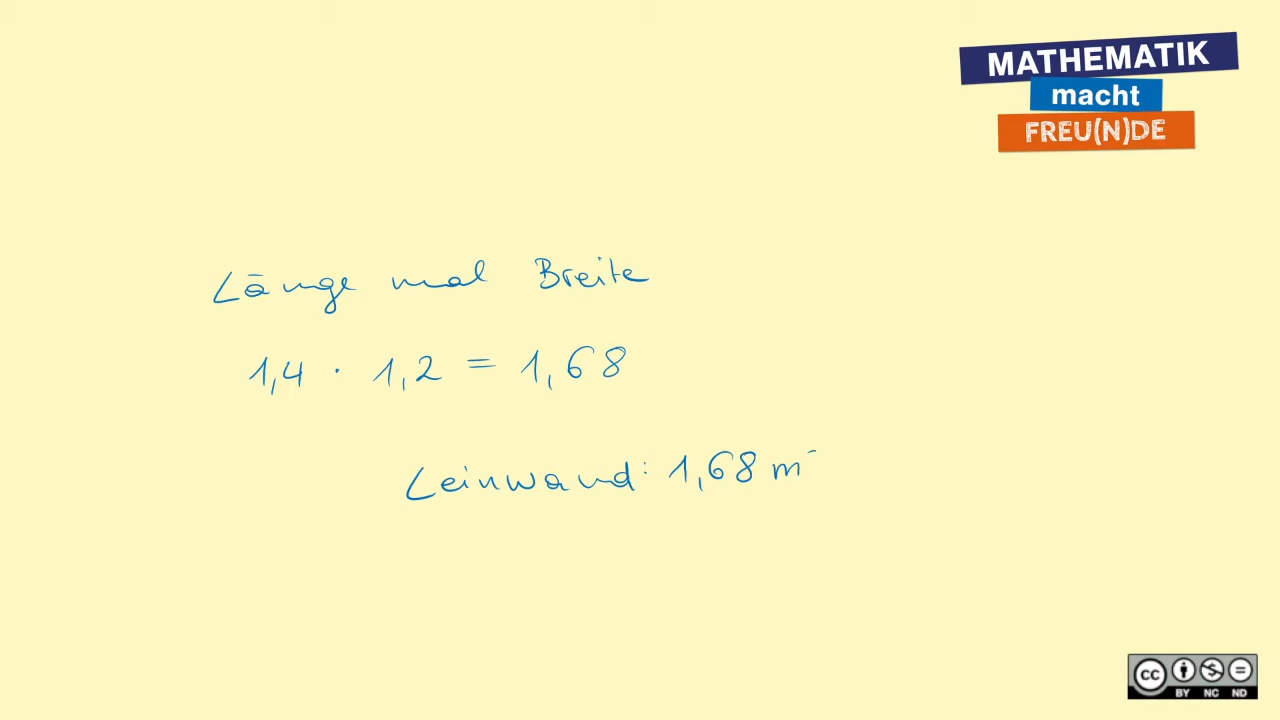 MATHEMATIK
macht
FREU(N)DE
Länge mal Breite
1,4 · 1,2 = 1,68
Leinwand: 1,68 m
cc
BY NC ND